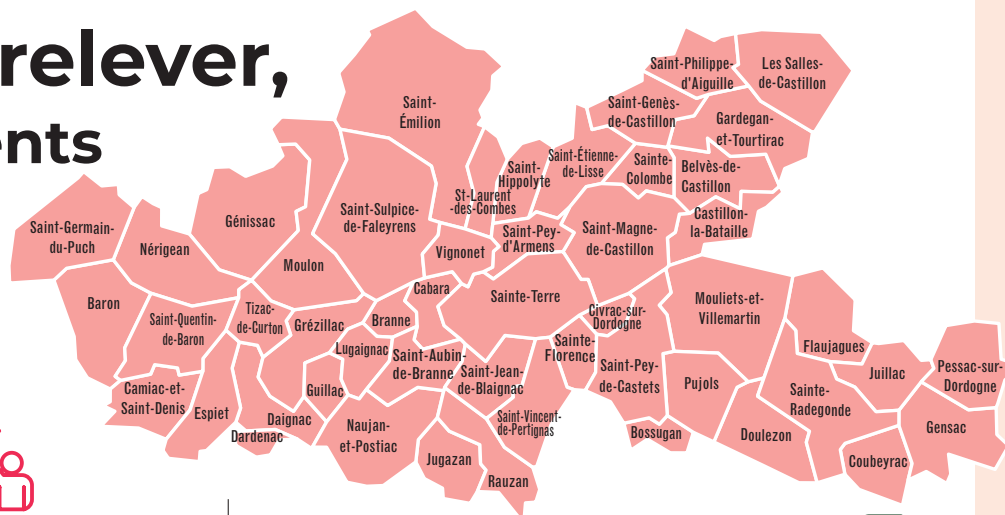 relever,
ents
Saint-Philippe-
d'Aiguille
Les Salles-
de-Castillon
Saint-
Émilion
Saint-Genès-
de-Castillon
Gardegan-
et-Tourtirac
Saint-Étienne-
de-Lisse
Sainte-
Colombe
Belvès-de-
Castillon
Saint-
Hippolyte
St-Laurent
-des-Combes
Saint-Germain-
du-Puch
Nérigean
Génissac
Saint-Sulpice-
de-Faleyrens
Castillon-
la-Bataille
Saint-Pey-
d'Armens
Saint-Magne-
de-Castillon
Vignonet
Moulon
Baron
Cabara
Sainte-Terre
Mouliets-et-
Villemartin
Saint-Quentin-
de-Baron
Tizac-
de-Curton
Grézillac
Branne
Civrac-sur-
Dordogne
Lugaignac
Saint-Aubin-
de-Branne
Sainte-
Florence
Flaujagues
Saint-Jean-
de-Blaignac
Saint-Pey-
de-Castets
Pujols
Juillac
Pessac-sur-
Dordogne
Camiac-et-
Saint-Denis
Espiet
Guillac
Sainte-
Radegonde
Daignac
Dardenac
Naujan-
et-Postiac
Saint-Vincent-
de-Pertignas
Bossugan
Doulezon
Gensac
Jugazan
Rauzan
Coubeyrac